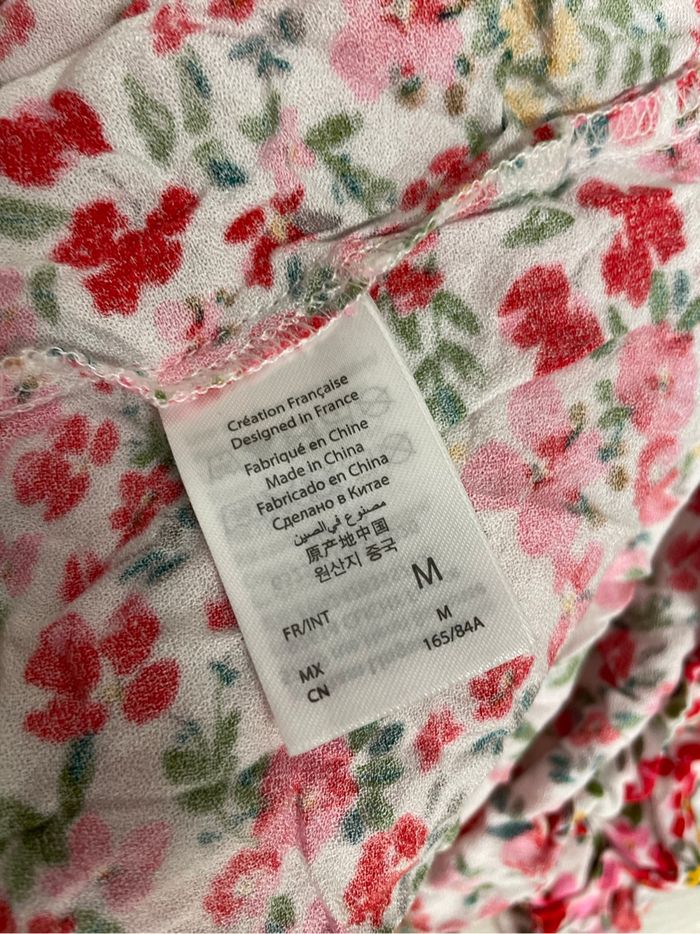 Création Française
Designed in France
Fabriqué en Chine
Made in China
Fabricado en China
Сделано в Китае
مصنوع في الصين
原产地中国
원산지 중국
FR/INT M
MX M
CN 165/84A